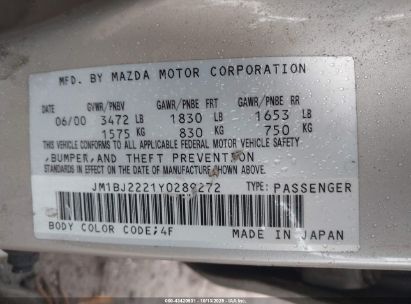 MFD. BY MAZDA MOTOR CORPORATION
DATE GVWR/PNBV GAWR/PNBE FRT GAWR/PNBE RR
06/00 3472 LB 1830 LB 1653 LB
1575 KG 830 KG 750 KG
THIS VEHICLE CONFORMS TO ALL APPLICABLE FEDERAL MOTOR VEHICLE SAFETY
,BUMPER,AND THEFT PREVENTION
STANDARDS IN EFFECT ON THE DATE OF MANUFACTURE SHOWN ABOVE.
JM1BJ2221Y0289272 TYPE: PASSENGER
BODY COLOR CODE;4F MADE IN JAPAN